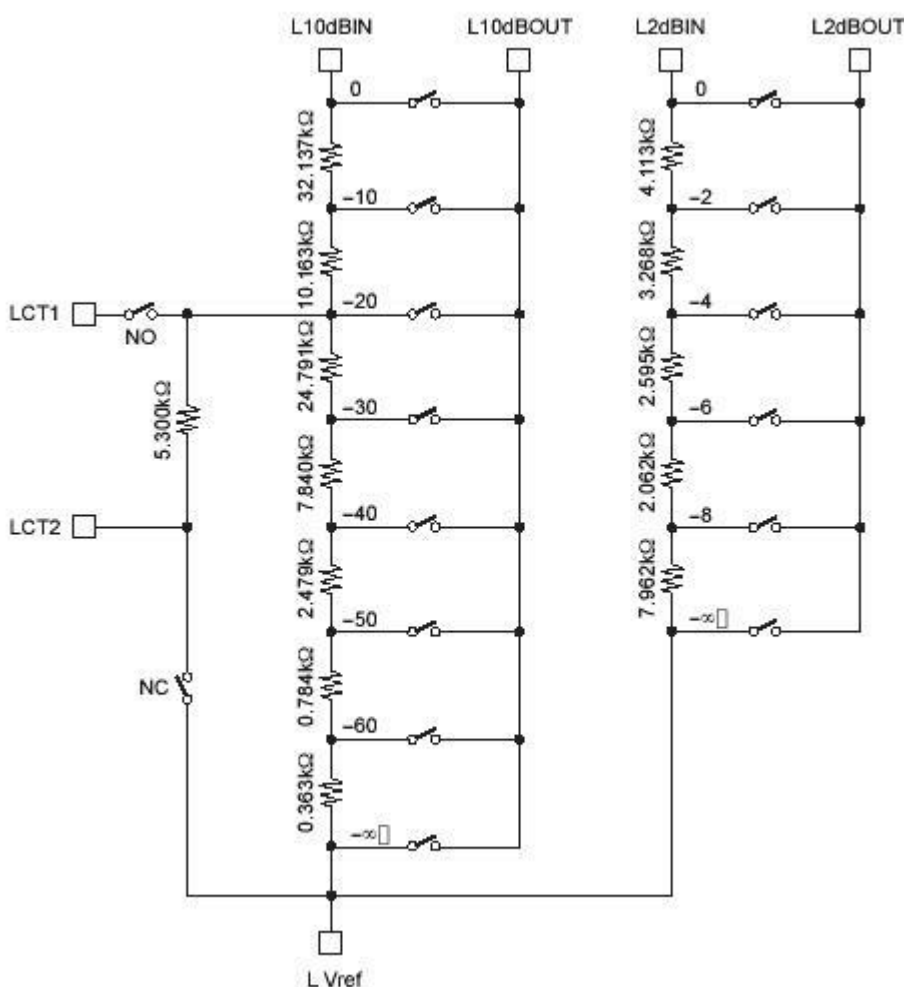 L10dBIN
L10dBOUT
L2dBIN
L2dBOUT
0
0
32.137kΩ
4.113kΩ
−10
−2
10.163kΩ
3.268kΩ
LCT1
NO
−20
−4
24.791kΩ
2.595kΩ
5.300kΩ
−30
−6
7.840kΩ
2.062kΩ
LCT2
−40
−8
2.479kΩ
7.962kΩ
−50
−∞▯
NC
0.784kΩ
−60
0.363kΩ
−∞▯
L Vref